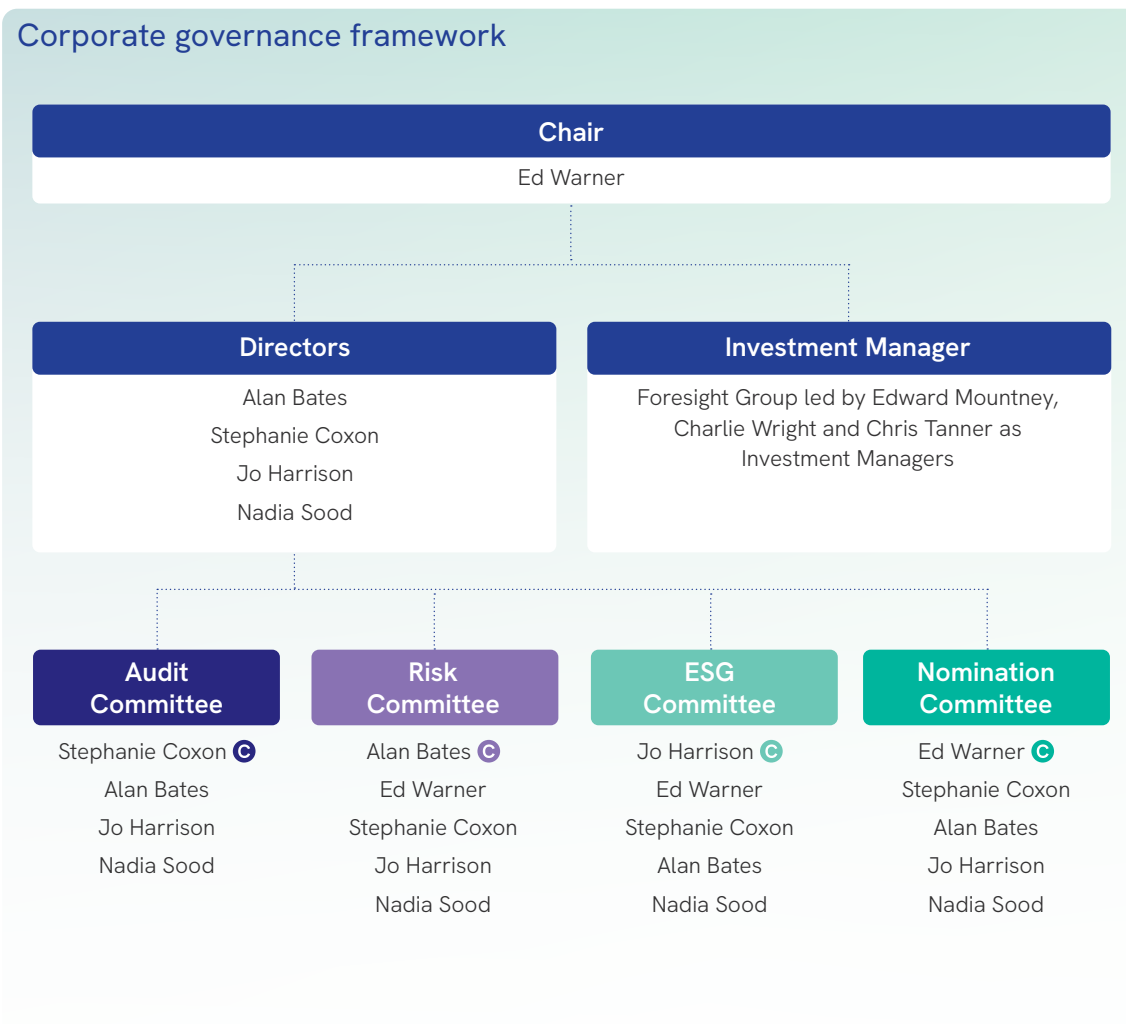 Corporate governance framework
Chair
Ed Warner
Directors
Alan Bates
Stephanie Coxon
Jo Harrison
Nadia Sood
Investment Manager
Foresight Group led by Edward Mountney,
Charlie Wright and Chris Tanner as
Investment Managers
Audit
Committee
Stephanie Coxon C
Alan Bates
Jo Harrison
Nadia Sood
Risk
Committee
Alan Bates C
Ed Warner
Stephanie Coxon
Jo Harrison
Nadia Sood
ESG
Committee
Jo Harrison C
Ed Warner
Stephanie Coxon
Alan Bates
Nadia Sood
Nomination
Committee
Ed Warner C
Stephanie Coxon
Alan Bates
Jo Harrison
Nadia Sood